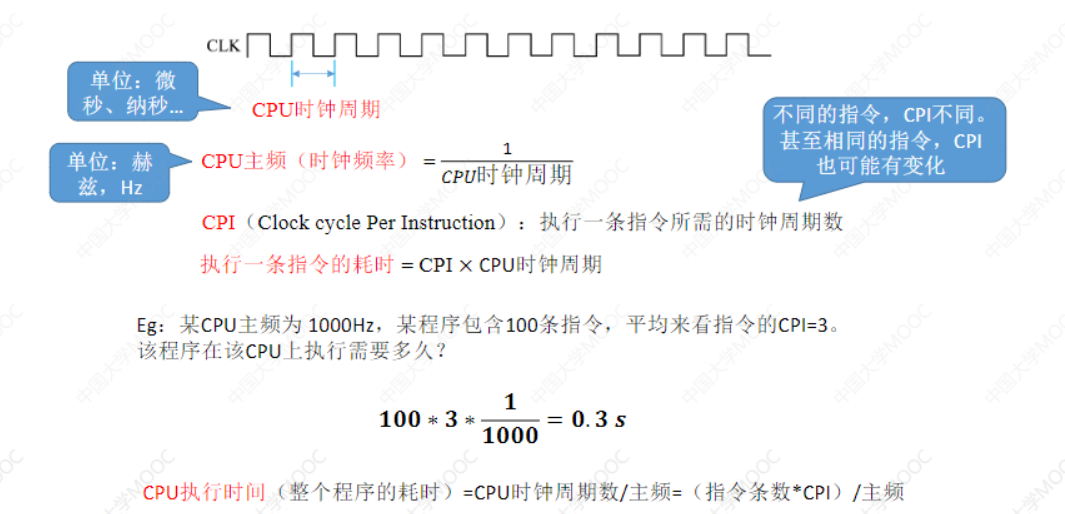 CLK
单位：微
秒、纳秒...
CPU时钟周期
不同的指令，CPI不同。
甚至相同的指令，CPI
也可能有变化
单位：赫
兹，Hz
CPU主频（时钟频率） = 1 / CPU时钟周期
CPI（Clock cycle Per Instruction）：执行一条指令所需的时钟周期数
执行一条指令的耗时 = CPI × CPU时钟周期
Eg：某CPU主频为 1000Hz，某程序包含100条指令，平均来看指令的CPI=3。
该程序在该CPU上执行需要多久？
100 * 3 * 1 / 1000 = 0.3 s
CPU执行时间（整个程序的耗时）=CPU时钟周期数/主频=（指令条数*CPI）/主频
中国大学MOOC